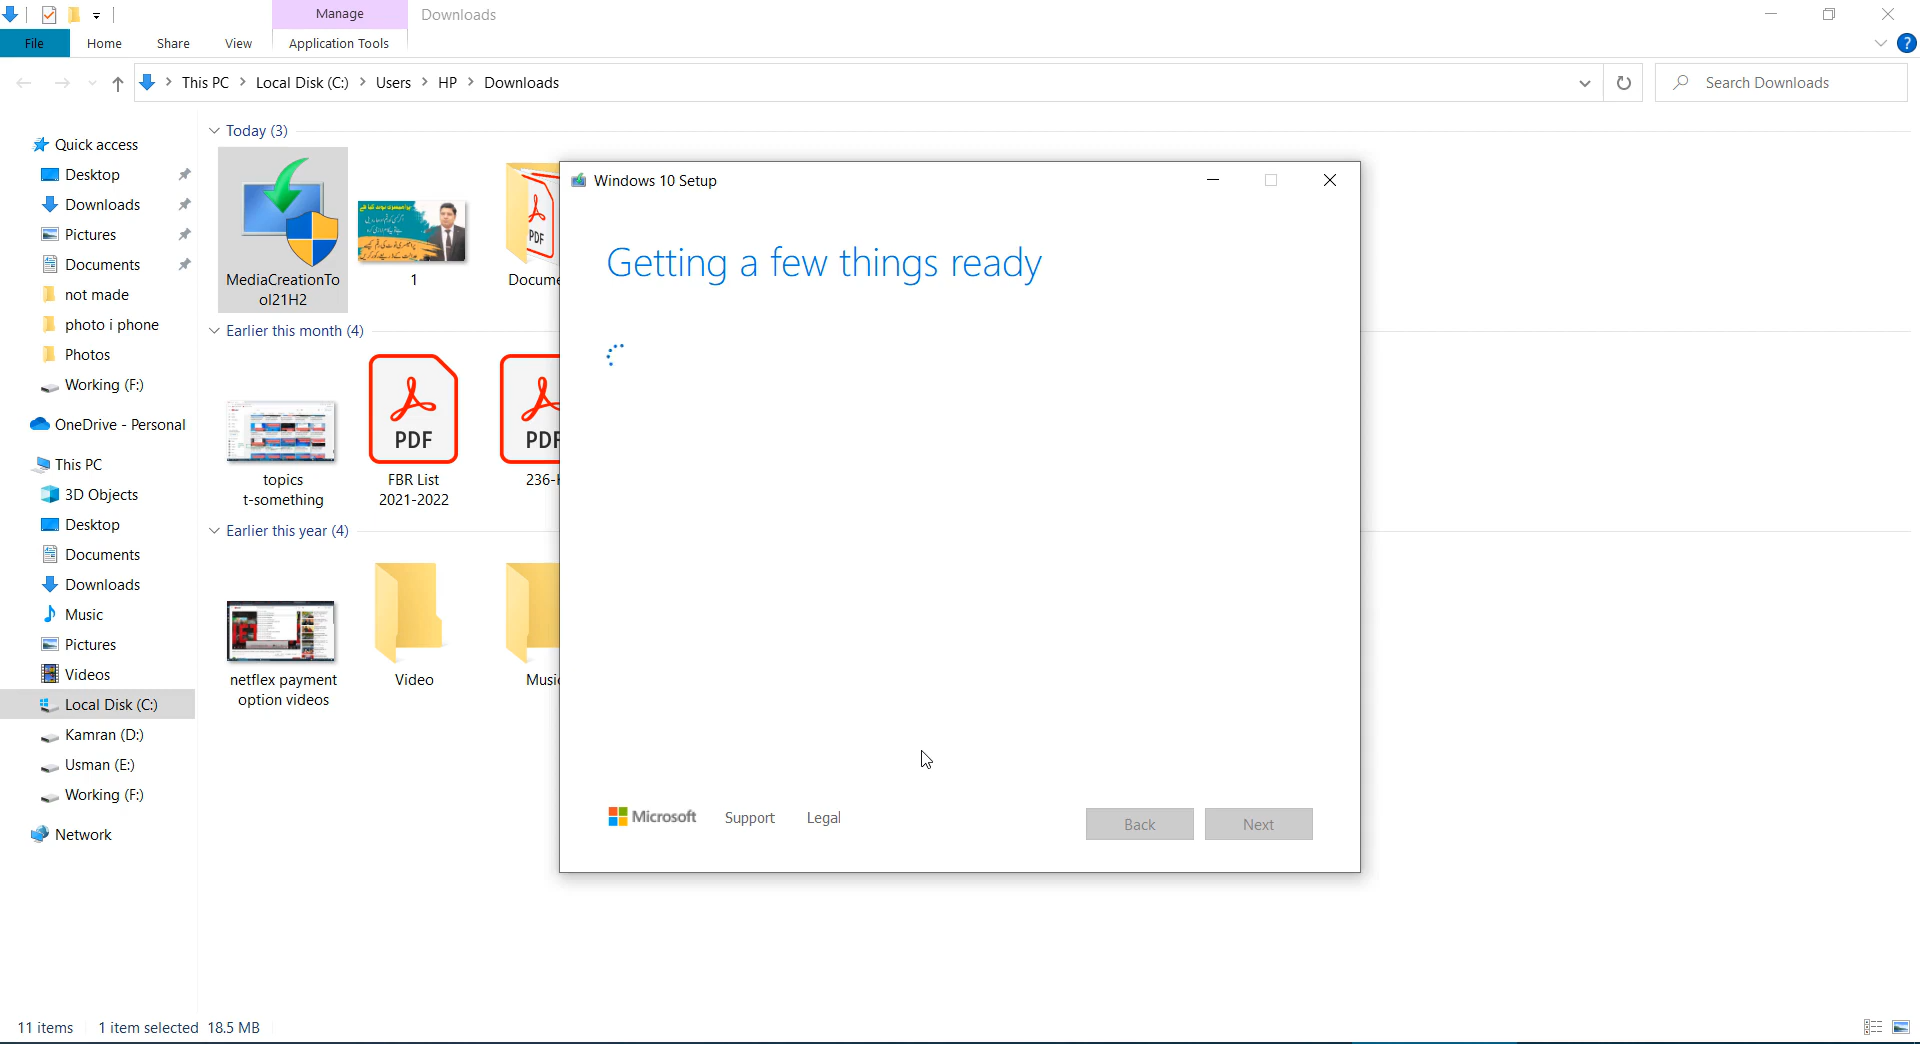 Manage
Downloads
File
Home
Share
View
Application Tools
This PC
Local Disk (C:)
Users
HP
Downloads
Search Downloads
Quick access
Desktop
Downloads
Pictures
Documents
not made
photo i phone
Photos
Working (F:)
OneDrive - Personal
This PC
3D Objects
Desktop
Documents
Downloads
Music
Pictures
Videos
Local Disk (C:)
Kamran (D:)
Usman (E:)
Working (F:)
Network
Today (3)
MediaCreationTo
ol21H2
1
PDF
Docume
Earlier this month (4)
topics
t-something
PDF
FBR List
2021-2022
PDF
236-
Earlier this year (4)
netflex payment
option videos
Video
Music
Windows 10 Setup
Getting a few things ready
Microsoft
Support
Legal
Back
Next
11 items
1 item selected
18.5 MB